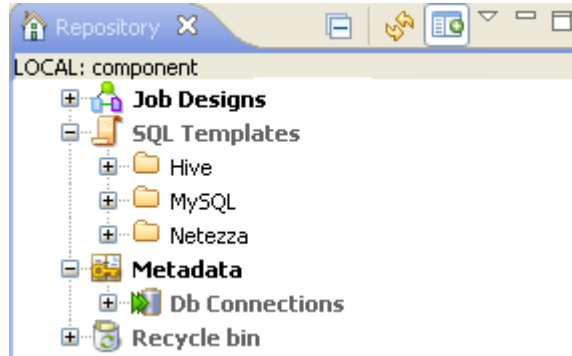 Repository
LOCAL: component
Job Designs
SQL Templates
Hive
MySQL
Netezza
Metadata
Db Connections
Recycle bin